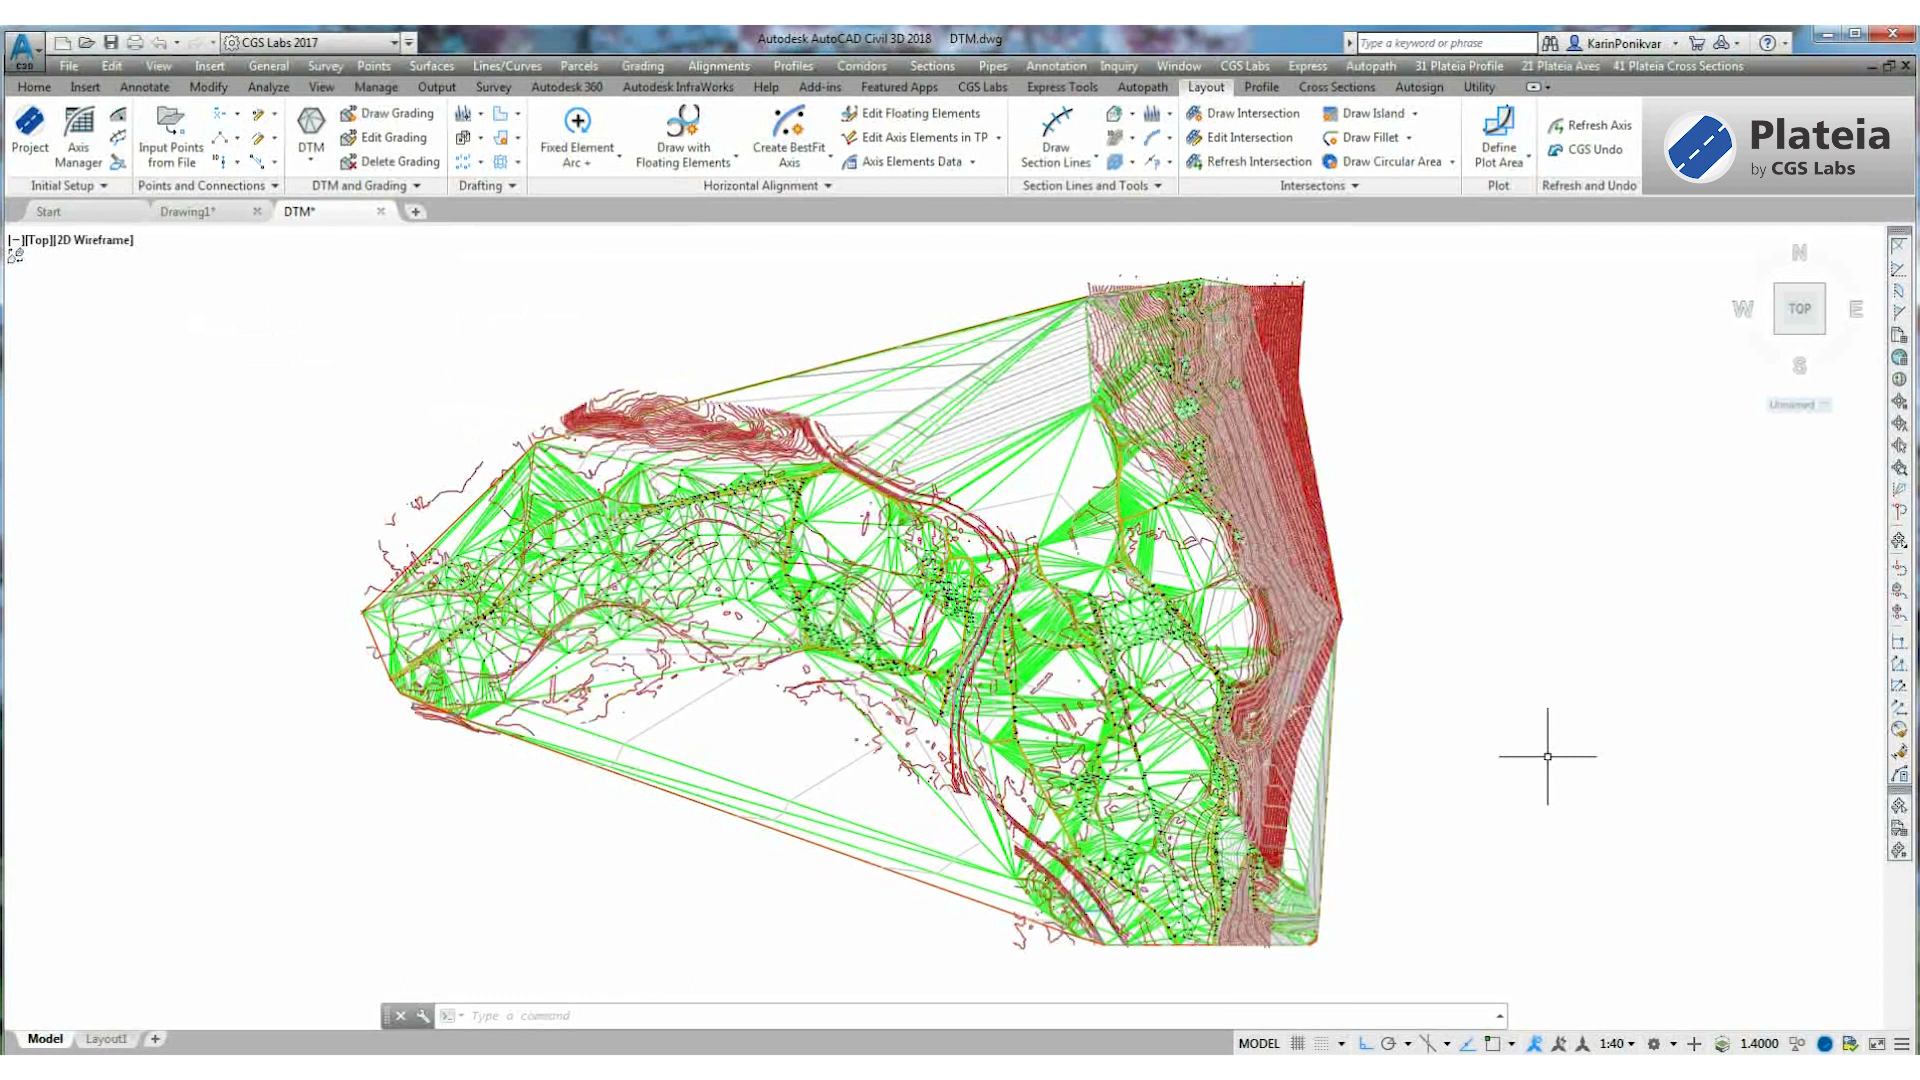 CGS Labs 2017
Autodesk AutoCAD Civil 3D 2018 DTM.dwg
Type a keyword or phrase
KarinPonikvar
C3D
File Edit View Insert General Survey Points Surfaces Lines/Curves Parcels Grading Alignments Profiles Corridors Sections Pipes Annotation Inquiry Window CGS Labs Express Autopath 31 Plateia Profile 21 Plateia Axes 41 Plateia Cross Sections
Home Insert Annotate Modify Analyze View Manage Output Survey Autodesk 360 Autodesk InfraWorks Help Add-ins Featured Apps CGS Labs Express Tools Autopath Layout Profile Cross Sections Autosign Utility
Project
Axis Manager
Input Points from File
DTM
Draw Grading
Edit Grading
Delete Grading
Fixed Element Arc +
Draw with Floating Elements
Create BestFit Axis
Edit Floating Elements
Edit Axis Elements in TP
Axis Elements Data
Draw Section Lines
Draw Intersection
Edit Intersection
Refresh Intersection
Draw Island
Draw Fillet
Draw Circular Area
Define Plot Area
Refresh Axis
CGS Undo
Plateia
by CGS Labs
Initial Setup Points and Connections DTM and Grading Drafting Horizontal Alignment Section Lines and Tools Intersectons Plot Refresh and Undo
Start Drawing1* DTM*
[−][Top][2D Wireframe]
N
W TOP E
S
Unnamed
Type a command
Model Layout1
MODEL 1:40 1.4000